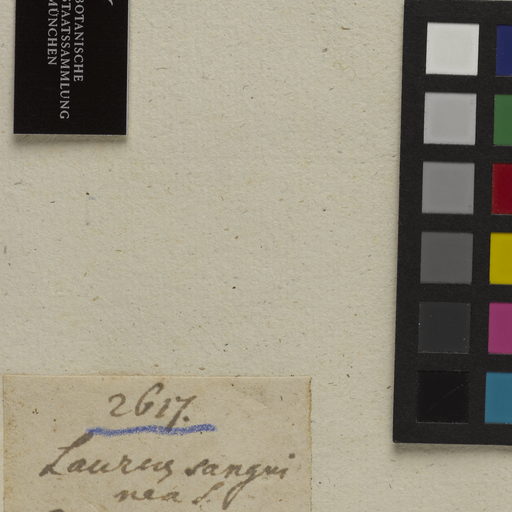 BOTANISCHE
STAATSSAMMLUNG
MÜNCHEN
2617.
Laurus sangui
nea S.